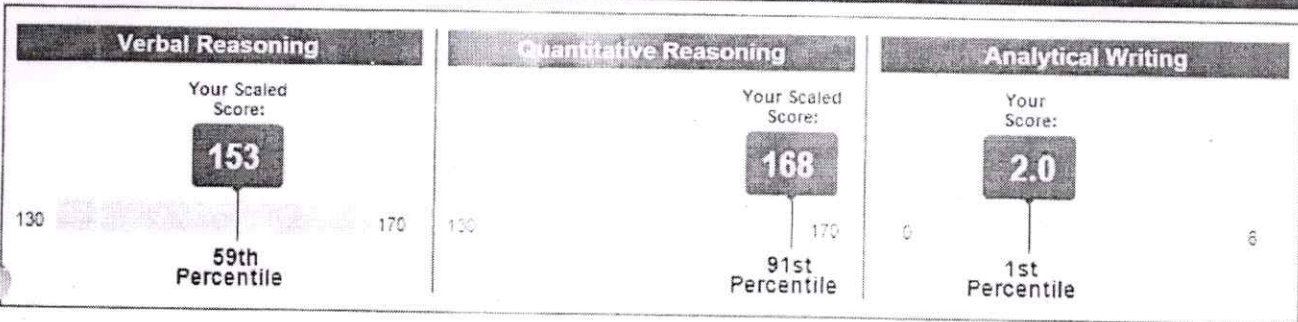 Verbal Reasoning
Your Scaled
Score:
153
130
170
59th
Percentile
Quantitative Reasoning
Your Scaled
Score:
168
130
170
91st
Percentile
Analytical Writing
Your
Score:
2.0
0
6
1st
Percentile